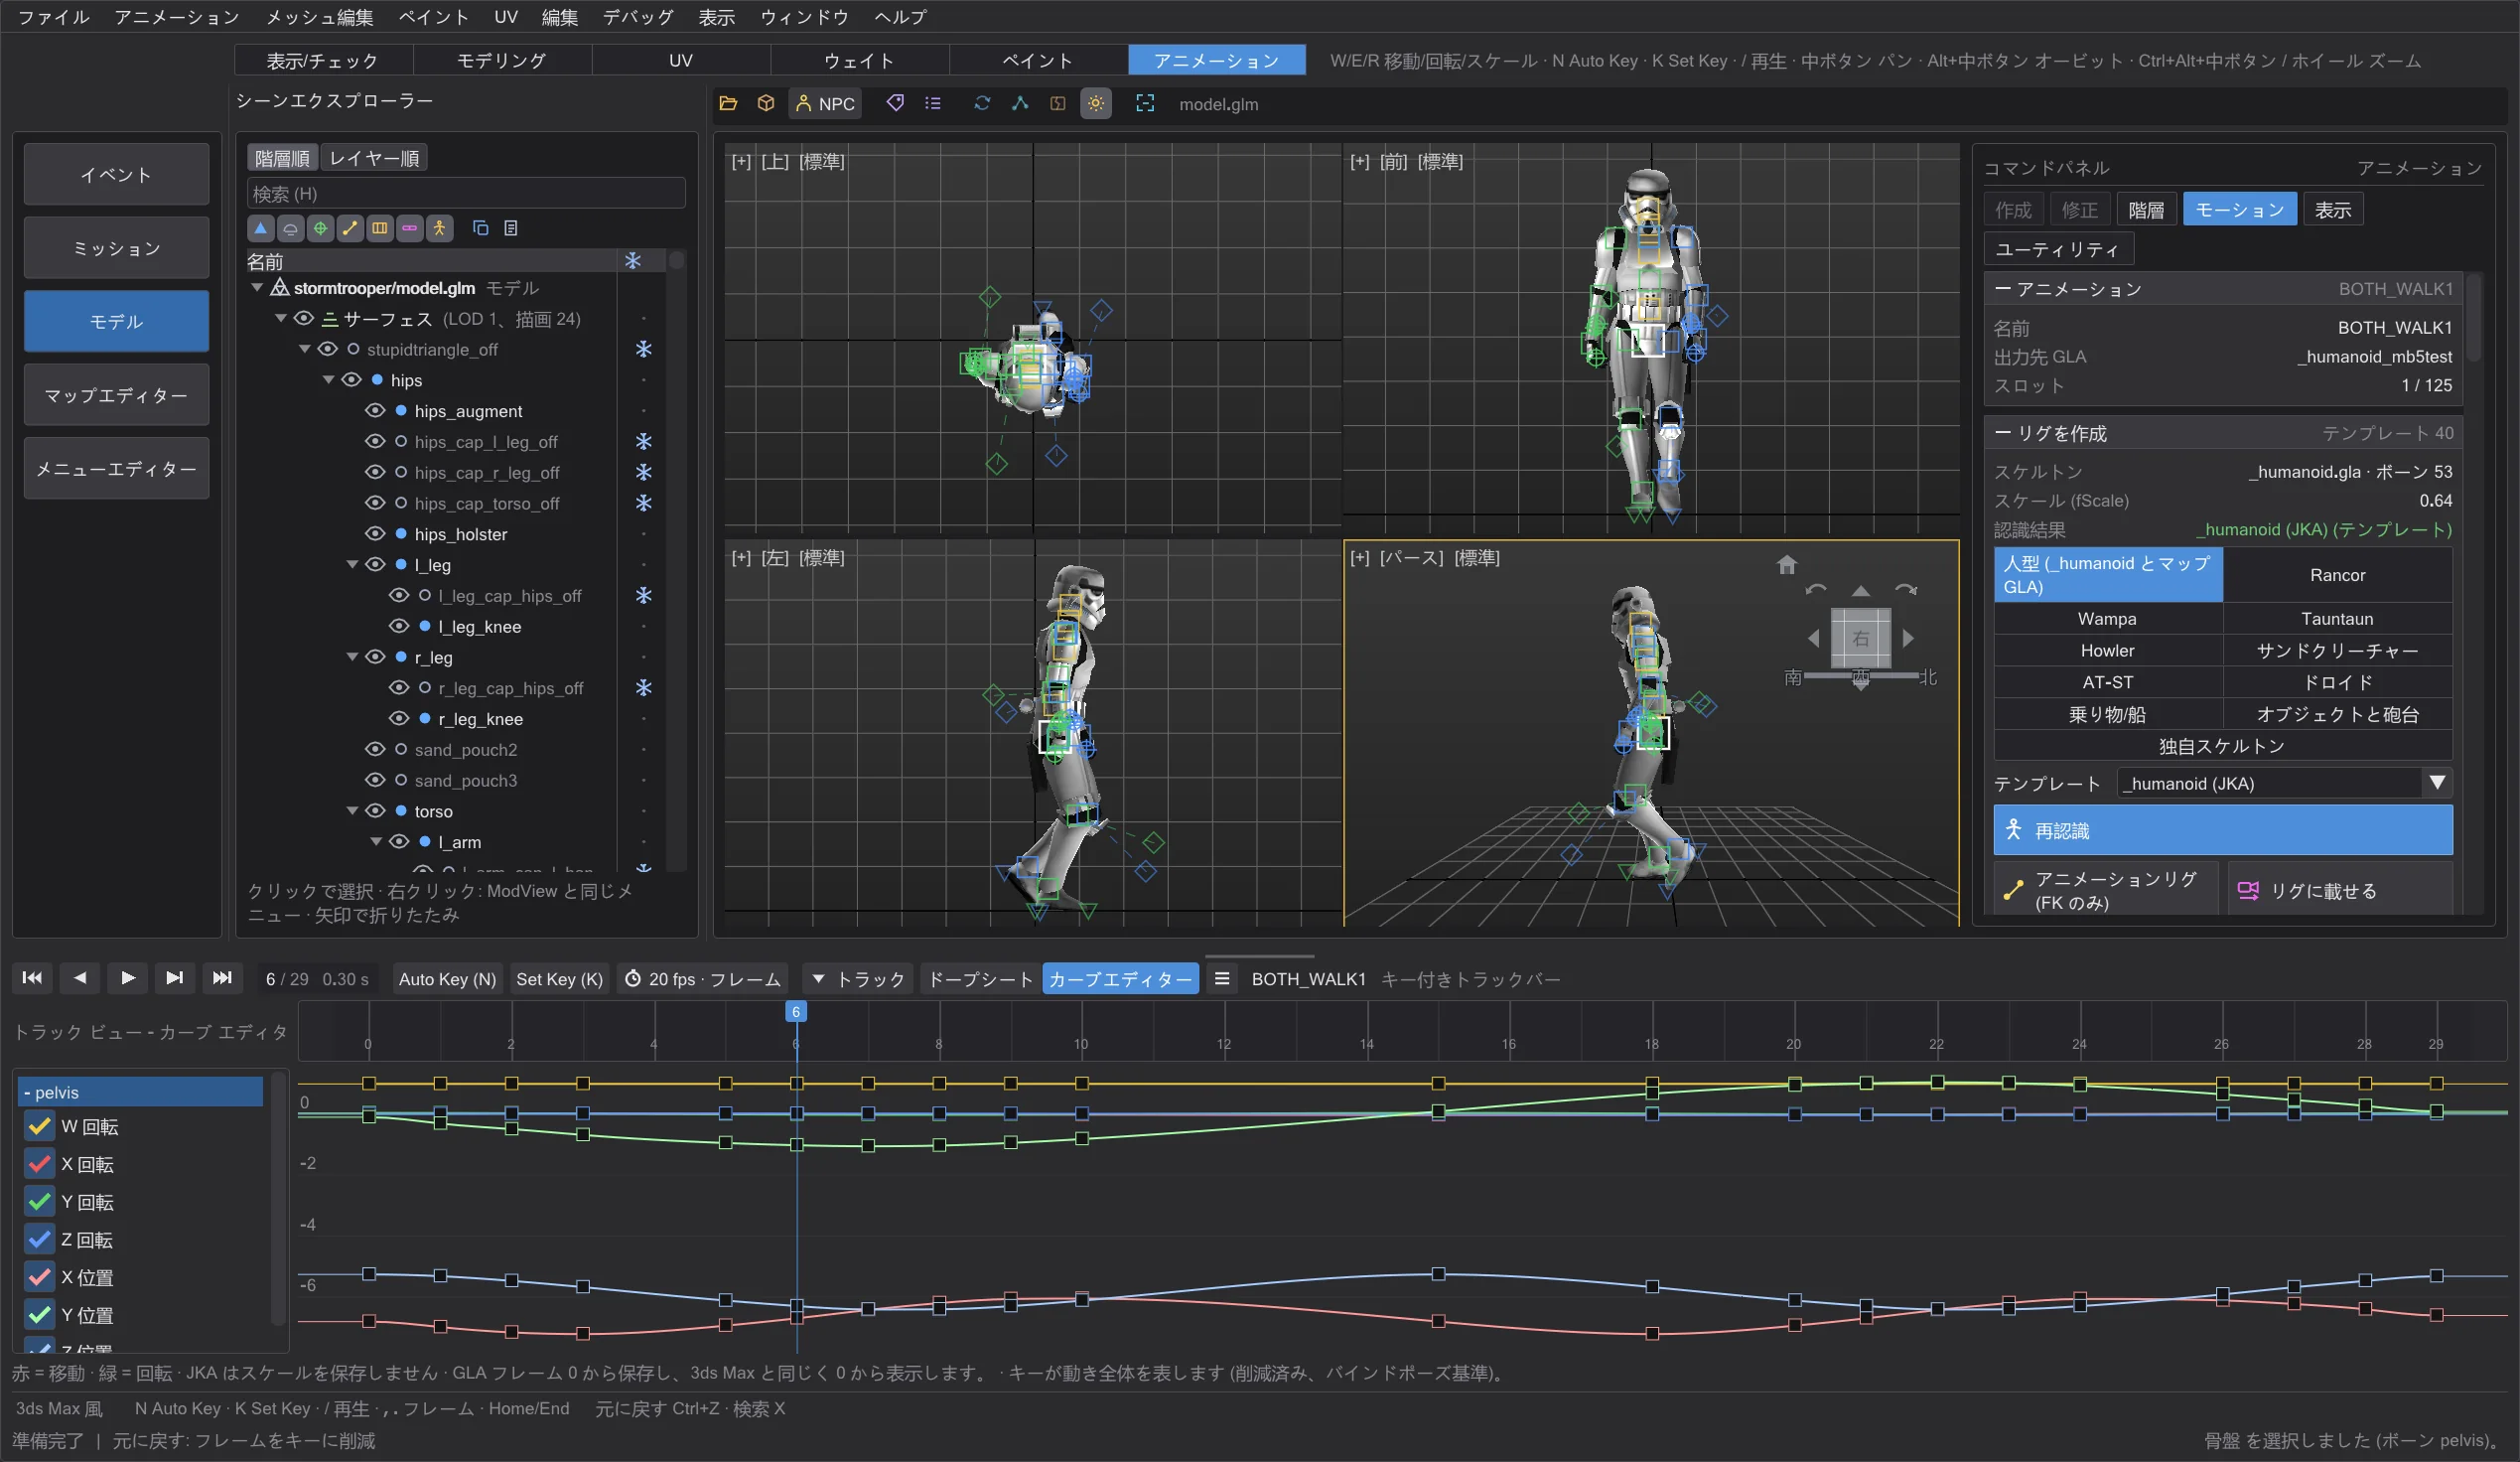 ファイル アニメーション メッシュ編集 ペイント UV 編集 デバッグ 表示 ウィンドウ ヘルプ
表示/チェック モデリング UV ウェイト ペイント アニメーション W/E/R 移動/回転/スケール · N Auto Key · K Set Key · / 再生 · 中ボタン パン · Alt+中ボタン オービット · Ctrl+Alt+中ボタン / ホイール ズーム
シーンエクスプローラー
NPC model.glm
イベント
ミッション
モデル
マップエディター
メニューエディター
階層順 レイヤー順
検索 (H)
名前
stormtrooper/model.glm モデル
サーフェス (LOD 1、描画 24)
stupidtriangle_off
hips
hips_augment
hips_cap_l_leg_off
hips_cap_r_leg_off
hips_cap_torso_off
hips_holster
l_leg
l_leg_cap_hips_off
l_leg_knee
r_leg
r_leg_cap_hips_off
r_leg_knee
sand_pouch2
sand_pouch3
torso
l_arm
クリックで選択 · 右クリック: ModView と同じメ
ニュー · 矢印で折りたたみ
[+] [上] [標準]
[+] [前] [標準]
[+] [左] [標準]
[+] [パース] [標準]
右
南 西 北
コマンドパネル アニメーション
作成 修正 階層 モーション 表示
ユーティリティ
ー アニメーション BOTH_WALK1
名前 BOTH_WALK1
出力先 GLA _humanoid_mb5test
スロット 1 / 125
ー リグを作成 テンプレート 40
スケルトン _humanoid.gla · ボーン 53
スケール (fScale) 0.64
認識結果 _humanoid (JKA) (テンプレート)
人型 (_humanoid とマップ
GLA)
Rancor
Wampa Tauntaun
Howler サンドクリーチャー
AT-ST ドロイド
乗り物/船 オブジェクトと砲台
独自スケルトン
テンプレート _humanoid (JKA)
再認識
アニメーションリグ
(FK のみ)
リグに載せる
6 / 29 0.30 s Auto Key (N) Set Key (K) 20 fps · フレーム トラック ドープシート カーブエディター BOTH_WALK1 キー付きトラックバー
トラック ビュー - カーブ エディタ
6
0 2 4 6 8 10 12 14 16 18 20 22 24 26 28 29
- pelvis
W 回転
X 回転
Y 回転
Z 回転
X 位置
Y 位置
Z 位置
0
-2
-4
-6
赤 = 移動 · 緑 = 回転 · JKA はスケールを保存しません · GLA フレーム 0 から保存し、3ds Max と同じく 0 から表示します。 · キーが動き全体を表します (削減済み、バインドポーズ基準)。
3ds Max 風 N Auto Key · K Set Key · / 再生 · , . フレーム · Home/End 元に戻す Ctrl+Z · 検索 X
準備完了 | 元に戻す: フレームをキーに削減
骨盤 を選択しました (ボーン pelvis)。